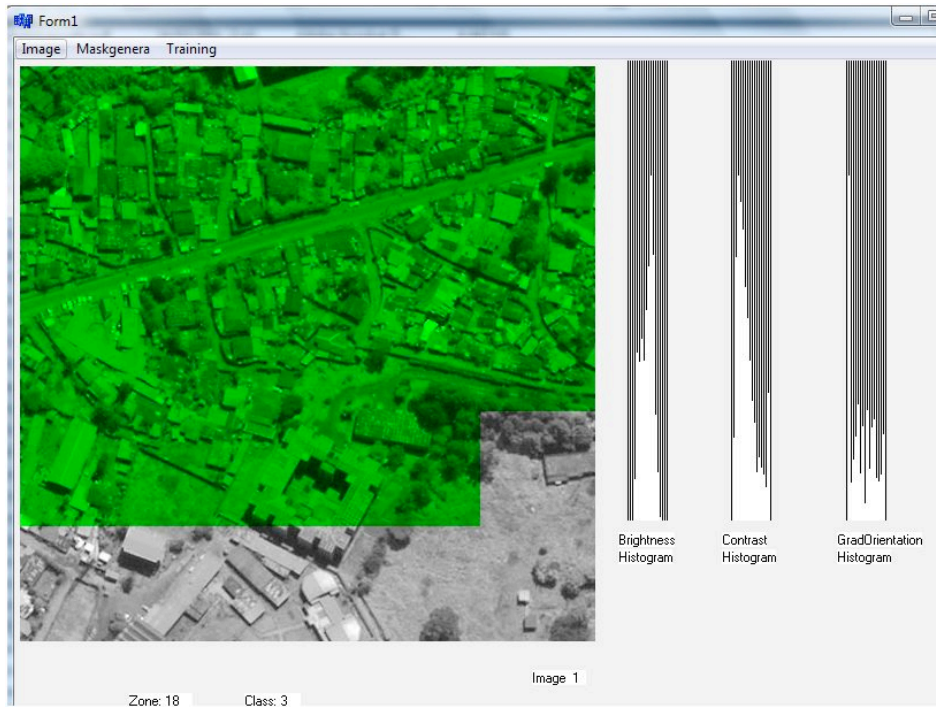 Form1
Image Maskgenera Training
Brightness Histogram
Contrast Histogram
GradOrientation Histogram
Image 1
Zone: 18 Class: 3